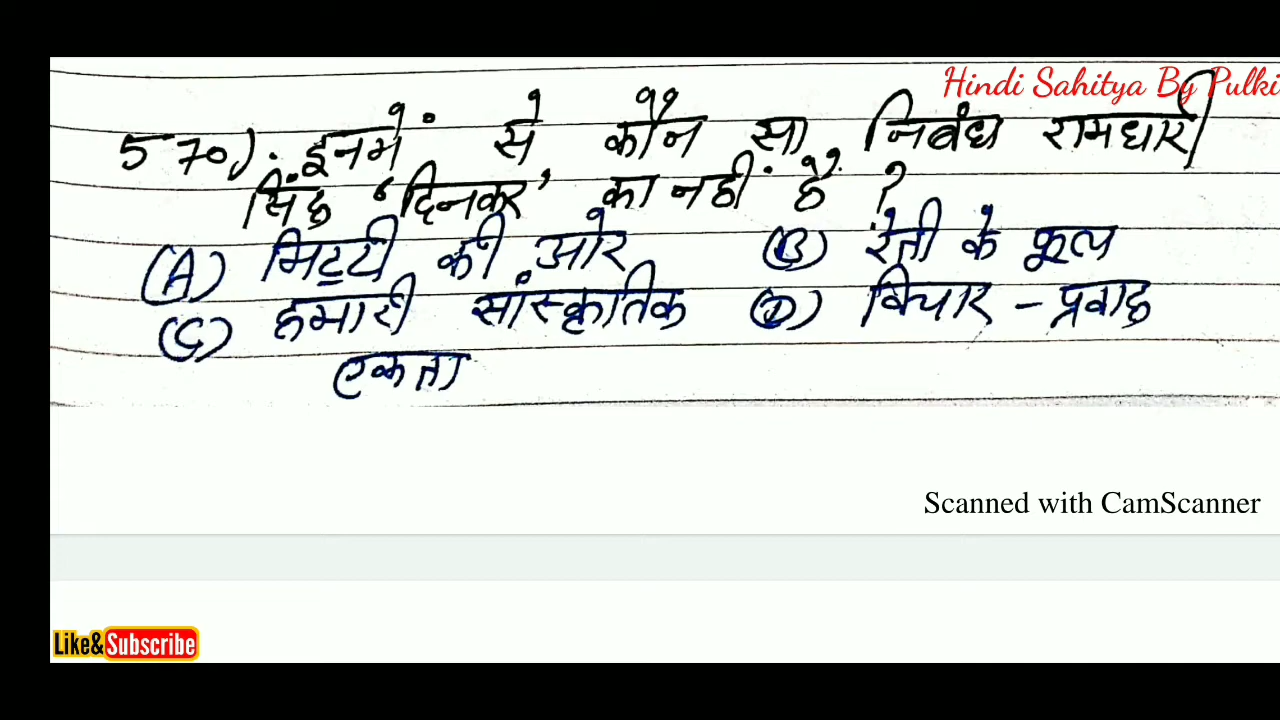 Hindi Sahitya By Pulki
570) इनमें से कौन सा निबंध रामधारी
सिंह 'दिनकर' का नहीं है ?
(A) मिट्टी की ओर (B) रेती के फूल
(C) हमारी सांस्कृतिक (D) विचार - प्रवाह
एकता
Scanned with CamScanner
Like& Subscribe